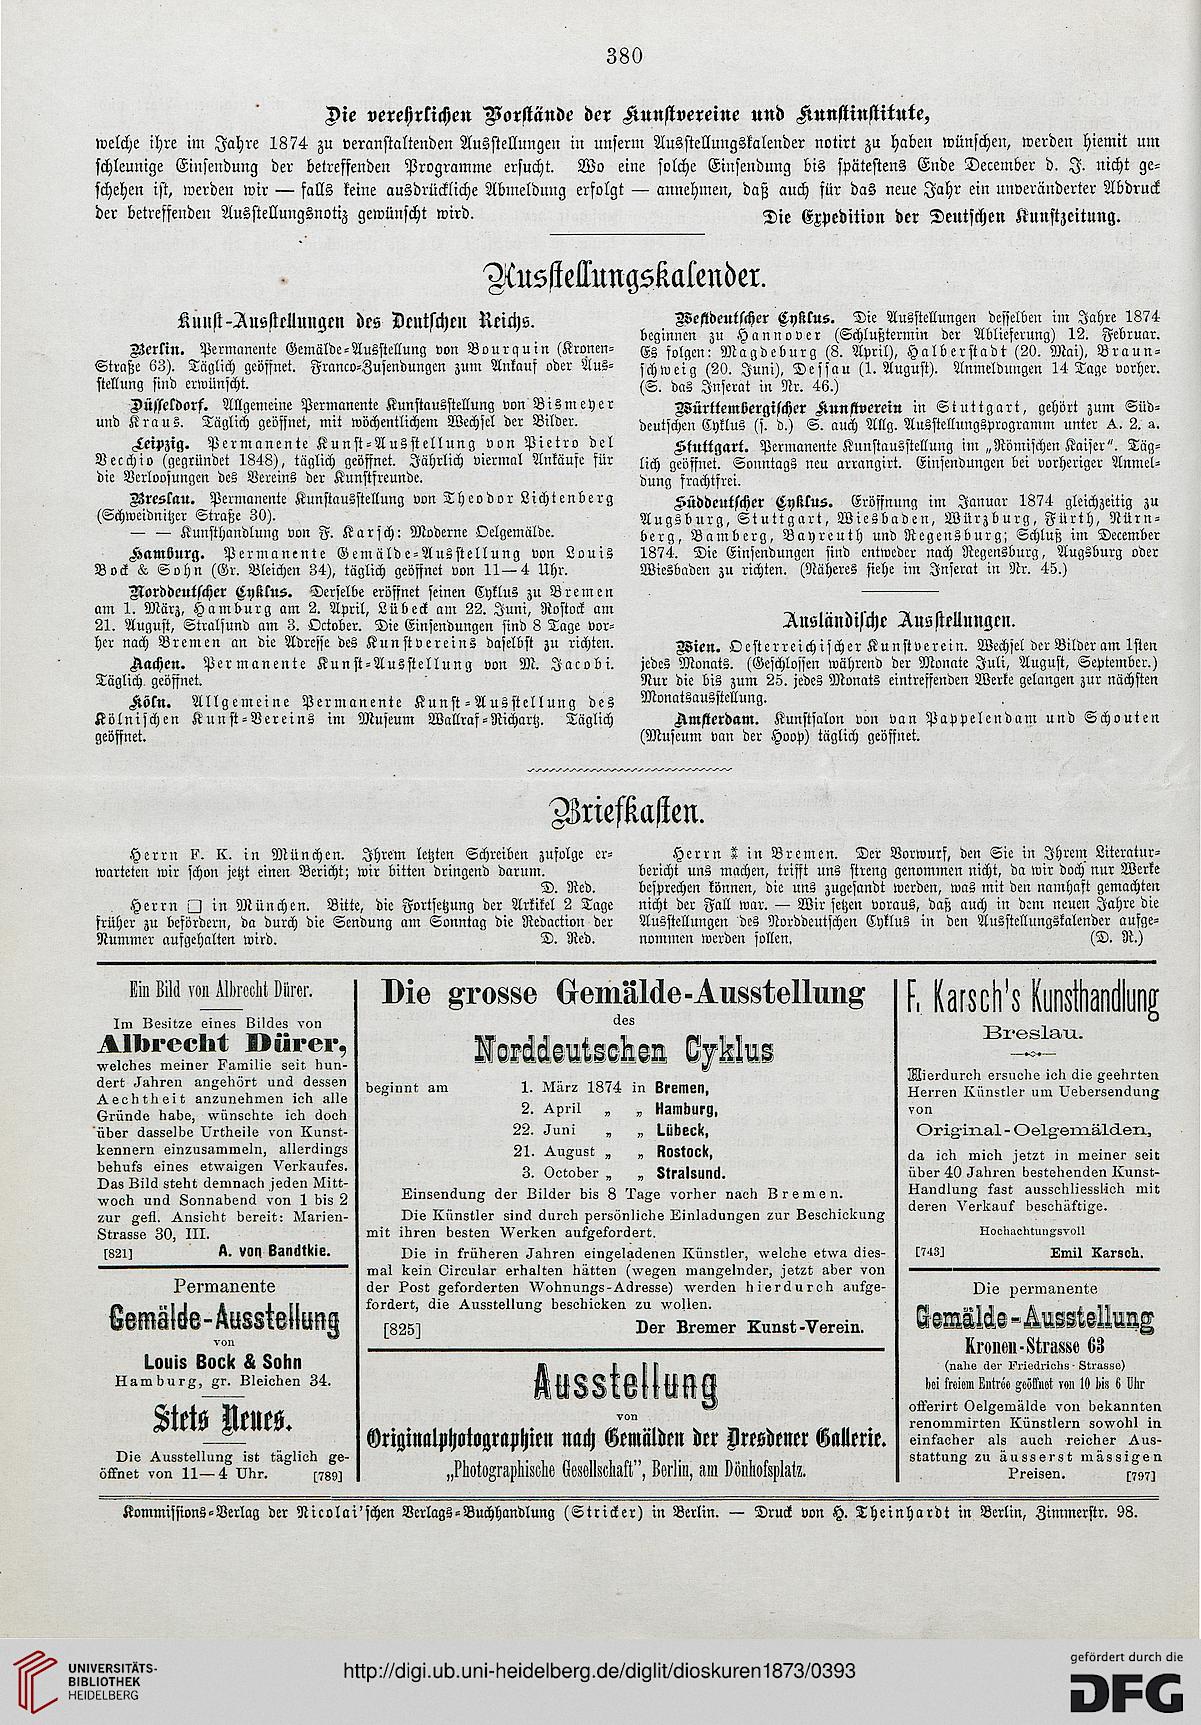 380
Die verehrlichen Vorstände der Kunstvereine und Kunstinstitute,
welche ihre im Jahre 1874 zu veranstaltenden Ausstellungen in unserm Ausstellungskalender notirt zu haben wünschen, werden hiemit um
schleunige Einsendung der betreffenden Programme ersucht. Wo eine solche Einsendung bis spätestens Ende December d. J. nicht ge-
schehen ist, werden wir — falls keine ausdrückliche Abmeldung erfolgt — annehmen, daß auch für das neue Jahr ein unveränderter Abdruck
der betreffenden Ausstellungsnotiz gewünscht wird. Die Expedition der Deutschen Kunstzeitung.
Ausstellungskalender.
Kunst-Ausstellungen des Deutschen Reichs.
Berlin. Permanente Gemälde-Ausstellung von Bourquin (Kronen-
Straße 63). Täglich geöffnet. Franco-Zusendungen zum Ankauf oder Aus-
stellung sind erwünscht.
Düsseldorf. Allgemeine Permanente Kunstausstellung von Bismeyer
und Kraus. Täglich geöffnet, mit wöchentlichem Wechsel der Bilder.
Leipzig. Permanente Kunst-Ausstellung von Pietro del
Vecchio (gegründet 1848), täglich geöffnet. Jährlich viermal Ankäufe für
die Verloosungen des Vereins der Kunstfreunde.
Breslau. Permanente Kunstausstellung von Theodor Lichtenberg
(Schweidnitzer Straße 30).
— — Kunsthandlung von F. Karsch: Moderne Oelgemälde.
Hamburg. Permanente Gemälde-Ausstellung von Louis
Bock & Sohn (Gr. Bleichen 34), täglich geöffnet von 11—4 Uhr.
Norddeutscher Cyklus. Derselbe eröffnet seinen Cyklus zu Bremen
am 1. März, Hamburg am 2. April, Lübeck am 22. Juni, Rostock am
21. August, Stralsund am 3. October. Die Einsendungen sind 8 Tage vor-
her nach Bremen an die Adresse des Kunstvereins daselbst zu richten.
Aachen. Permanente Kunst-Ausstellung von M. Jacobi.
Täglich geöffnet.
Köln. Allgemeine Permanente Kunst-Ausstellung des
Kölnischen Kunst-Vereins im Museum Wallraf-Richartz. Täglich
geöffnet.
Westdeutscher Cyklus. Die Ausstellungen desselben im Jahre 1874
beginnen zu Hannover (Schlußtermin der Ablieferung) 12. Februar.
Es folgen: Magdeburg (8. April), Halberstadt (20. Mai), Braun-
schweig (20. Juni), Dessau (1. August). Anmeldungen 14 Tage vorher.
(S. das Inserat in Nr. 46.)
Württembergischer Kunstverein in Stuttgart, gehört zum Süd-
deutschen Cyklus (s. d.) S. auch Allg. Ausstellungsprogramm unter A. 2. a.
Stuttgart. Permanente Kunstausstellung im „Römischen Kaiser“. Täg-
lich geöffnet. Sonntags neu arrangirt. Einsendungen bei vorheriger Anmel-
dung frachtfrei.
Süddeutscher Cyklus. Eröffnung im Januar 1874 gleichzeitig zu
Augsburg, Stuttgart, Wiesbaden, Würzburg, Fürth, Nürn-
berg, Bamberg, Bayreuth und Regensburg; Schluß im December
1874. Die Einsendungen sind entweder nach Regensburg, Augsburg oder
Wiesbaden zu richten. (Näheres siehe im Inserat in Nr. 45.)
Ausländische Ausstellungen.
Wien. Oesterreichischer Kunstverein. Wechsel der Bilder am 1sten
jedes Monats. (Geschlossen während der Monate Juli, August, September.)
Nur die bis zum 25. jedes Monats eintreffenden Werke gelangen zur nächsten
Monatsausstellung.
Amsterdam. Kunstsalon von van Pappelendam und Schouten
(Museum van der Hoop) täglich geöffnet.
Briefkasten.
Herrn F. K. in München. Ihrem letzten Schreiben zufolge er-
warteten wir schon jetzt einen Bericht; wir bitten dringend darum.
D. Red.
Herrn □ in München. Bitte, die Fortsetzung der Artikel 2 Tage
früher zu befördern, da durch die Sendung am Sonntag die Redaction der
Nummer aufgehalten wird. D. Red.
Herrn ⁑ in Bremen. Der Vorwurf, den Sie in Ihrem Literatur-
bericht uns machen, trifft uns streng genommen nicht, da wir doch nur Werke
besprechen können, die uns zugesandt werden, was mit den namhaft gemachten
nicht der Fall war. — Wir setzen voraus, daß auch in dem neuen Jahre die
Ausstellungen des Norddeutschen Cyklus in den Ausstellungskalender aufge-
nommen werden sollen. (D. R.)
Ein Bild von Albrecht Dürer.
Im Besitze eines Bildes von
Albrecht Dürer,
welches meiner Familie seit hun-
dert Jahren angehört und dessen
Aechtheit anzunehmen ich alle
Gründe habe, wünschte ich doch
über dasselbe Urtheile von Kunst-
kennern einzusammeln, allerdings
behufs eines etwaigen Verkaufes.
Das Bild steht demnach jeden Mitt-
woch und Sonnabend von 1 bis 2
zur gefl. Ansicht bereit: Marien-
Strasse 30, III.
[821] A. von Bandtkie.
Permanente
Gemälde-Ausstellung
von
Louis Bock & Sohn
Hamburg, gr. Bleichen 34.
Stets Neues.
Die Ausstellung ist täglich ge-
öffnet von 11—4 Uhr. [789]
Die grosse Gemälde-Ausstellung
des
Norddeutschen Cyklus
beginnt am 1. März 1874 in Bremen,
2. April „ „ Hamburg,
22. Juni „ „ Lübeck,
21. August „ „ Rostock,
3. October „ „ Stralsund.
Einsendung der Bilder bis 8 Tage vorher nach Bremen.
Die Künstler sind durch persönliche Einladungen zur Beschickung
mit ihren besten Werken aufgefordert.
Die in früheren Jahren eingeladenen Künstler, welche etwa dies-
mal kein Circular erhalten hätten (wegen mangelnder, jetzt aber von
der Post geforderten Wohnungs-Adresse) werden hierdurch aufge-
fordert, die Ausstellung beschicken zu wollen.
[825] Der Bremer Kunst-Verein.
Ausstellung
von
Originalphotographien nach Gemälden der Dresdener Gallerie.
„Photographische Gesellschaft”, Berlin, am Dönhofsplatz.
F. Karsch's Kunsthandlung
Breslau.
Hierdurch ersuche ich die geehrten
Herren Künstler um Uebersendung
von
Original-Oelgemälden,
da ich mich jetzt in meiner seit
über 40 Jahren bestehenden Kunst-
Handlung fast ausschliesslich mit
deren Verkauf beschäftige.
Hochachtungsvoll
[743] Emil Karsch.
Die permanente
Gemälde-Ausstellung
Kronen-Strasse 63
(nahe der Friedrichs-Strasse)
bei freiem Entrée geöffnet von 10 bis 6 Uhr
offerirt Oelgemälde von bekannten
renommirten Künstlern sowohl in
einfacher als auch reicher Aus-
stattung zu äusserst mässigen
Preisen. [797]
Kommissions-Verlag der Nicolai'schen Verlags-Buchhandlung (Stricker) in Berlin. — Druck von H. Theinhardt in Berlin, Zimmerstr. 98.
UNIVERSITÄTS-
BIBLIOTHEK
HEIDELBERG
http://digi.ub.uni-heidelberg.de/diglit/dioskuren1873/0393
gefördert durch die
DFG